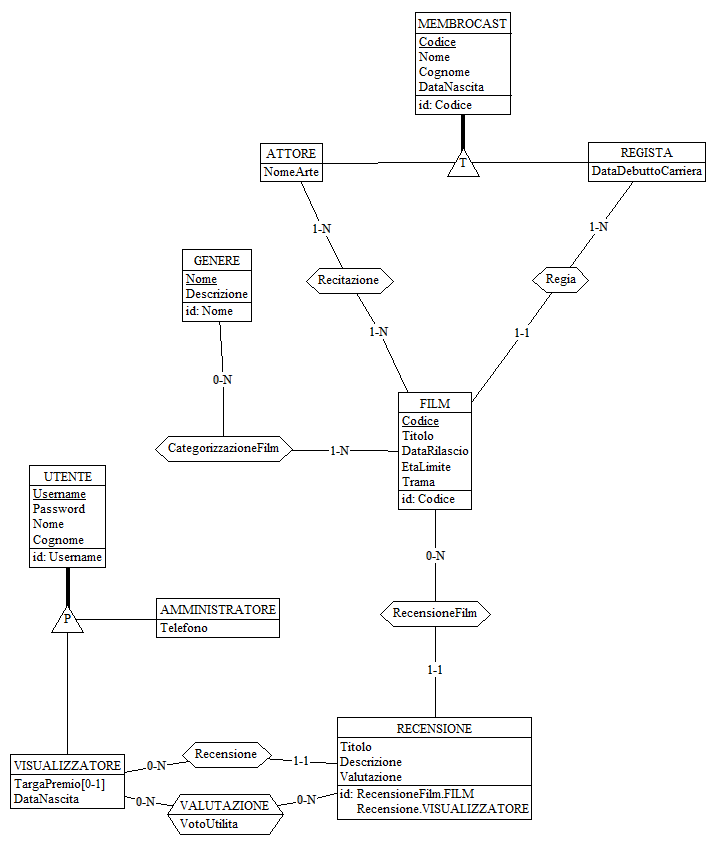 MEMBROCAST
Codice
Nome
Cognome
DataNascita
id: Codice
T
ATTORE
NomeArte
REGISTA
DataDebuttoCarriera
1-N
1-N
GENERE
Nome
Descrizione
id: Nome
Recitazione
Regia
1-N
1-1
0-N
FILM
Codice
Titolo
DataRilascio
EtaLimite
Trama
id: Codice
CategorizzazioneFilm
1-N
UTENTE
Username
Password
Nome
Cognome
id: Username
0-N
P
AMMINISTRATORE
Telefono
RecensioneFilm
1-1
VISUALIZZATORE
TargaPremio[0-1]
DataNascita
0-N
Recensione
1-1
0-N
VALUTAZIONE
VotoUtilita
0-N
RECENSIONE
Titolo
Descrizione
Valutazione
id: RecensioneFilm.FILM
Recensione.VISUALIZZATORE